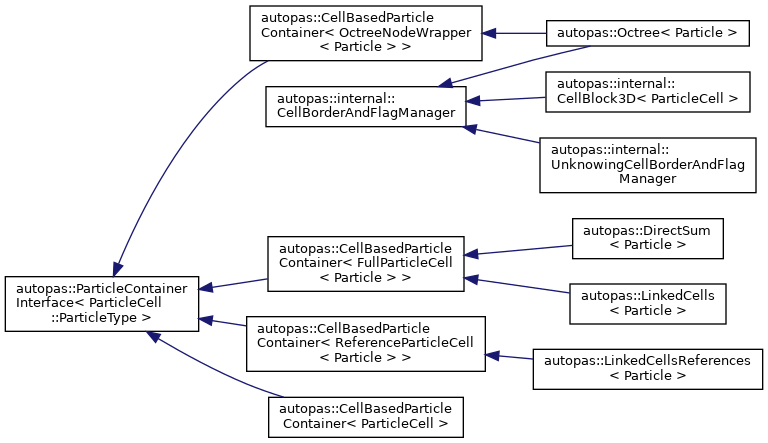 autopas::CellBasedParticle
Container< OctreeNodeWrapper
< Particle > >
autopas::Octree< Particle >
autopas::internal::
CellBorderAndFlagManager
autopas::internal::
CellBlock3D< ParticleCell >
autopas::internal::
UnknowingCellBorderAndFlag
Manager
autopas::CellBasedParticle
Container< FullParticleCell
< Particle > >
autopas::DirectSum
< Particle >
autopas::ParticleContainer
Interface< ParticleCell
::ParticleType >
autopas::LinkedCells
< Particle >
autopas::CellBasedParticle
Container< ReferenceParticleCell
< Particle > >
autopas::LinkedCellsReferences
< Particle >
autopas::CellBasedParticle
Container< ParticleCell >